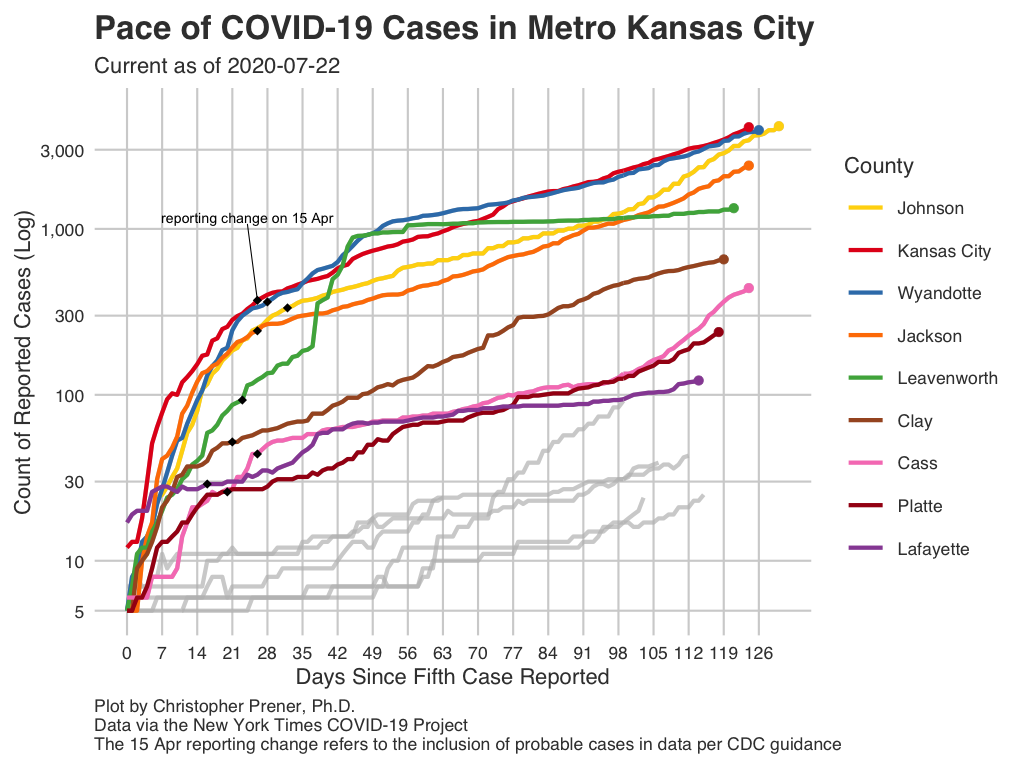 Pace of COVID-19 Cases in Metro Kansas City
Current as of 2020-07-22
Count of Reported Cases (Log)
3,000
1,000
300
100
30
10
5
reporting change on 15 Apr
0 7 14 21 28 35 42 49 56 63 70 77 84 91 98 105 112 119 126
Days Since Fifth Case Reported
County
Johnson
Kansas City
Wyandotte
Jackson
Leavenworth
Clay
Cass
Platte
Lafayette
Plot by Christopher Prener, Ph.D.
Data via the New York Times COVID-19 Project
The 15 Apr reporting change refers to the inclusion of probable cases in data per CDC guidance